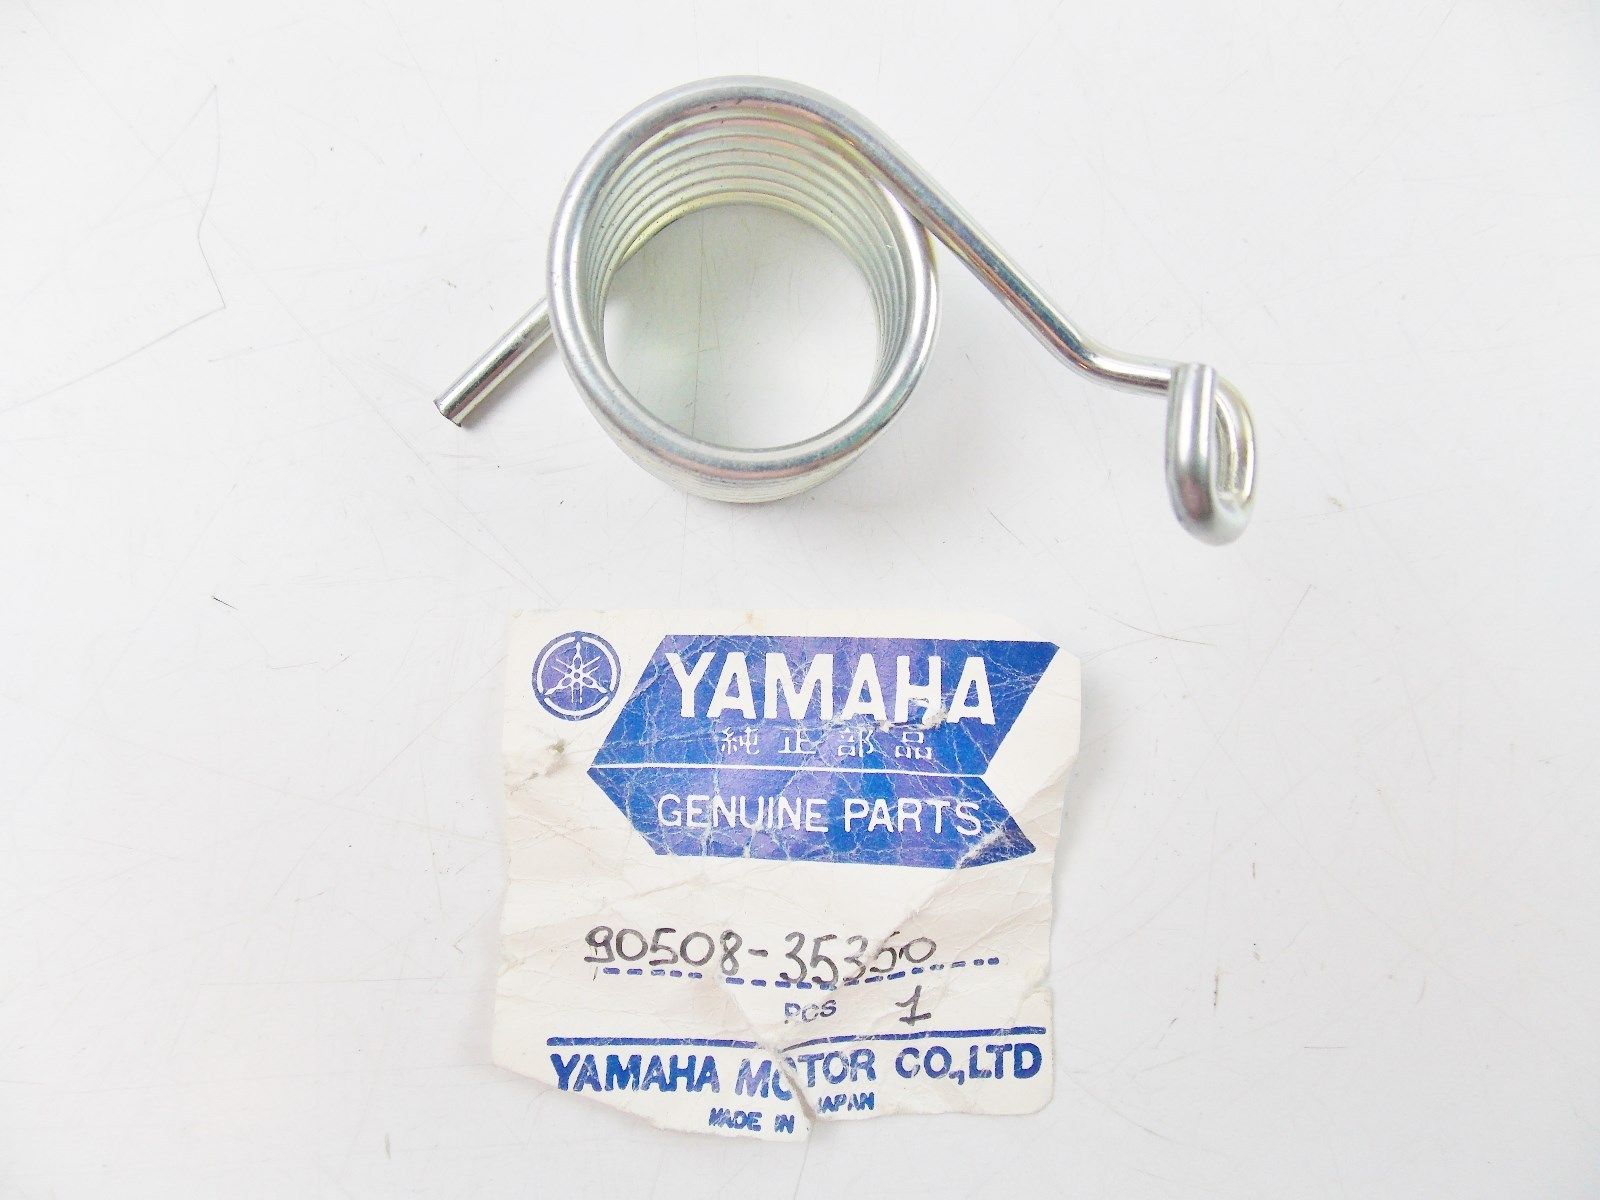 YAMAHA
純正部品
GENUINE PARTS
90508-35350
PCS 1
YAMAHA MOTOR CO.,LTD
MADE IN JAPAN